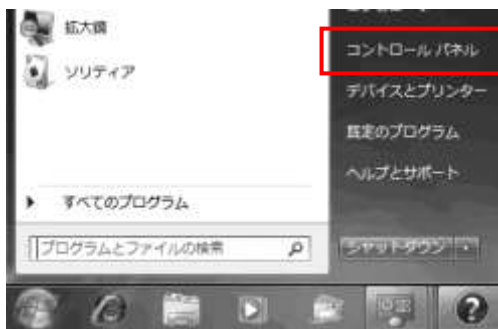 拡大鏡
ソリティア
すべてのプログラム
プログラムとファイルの検索
コントロール パネル
デバイスとプリンター
既定のプログラム
ヘルプとサポート
シャットダウン